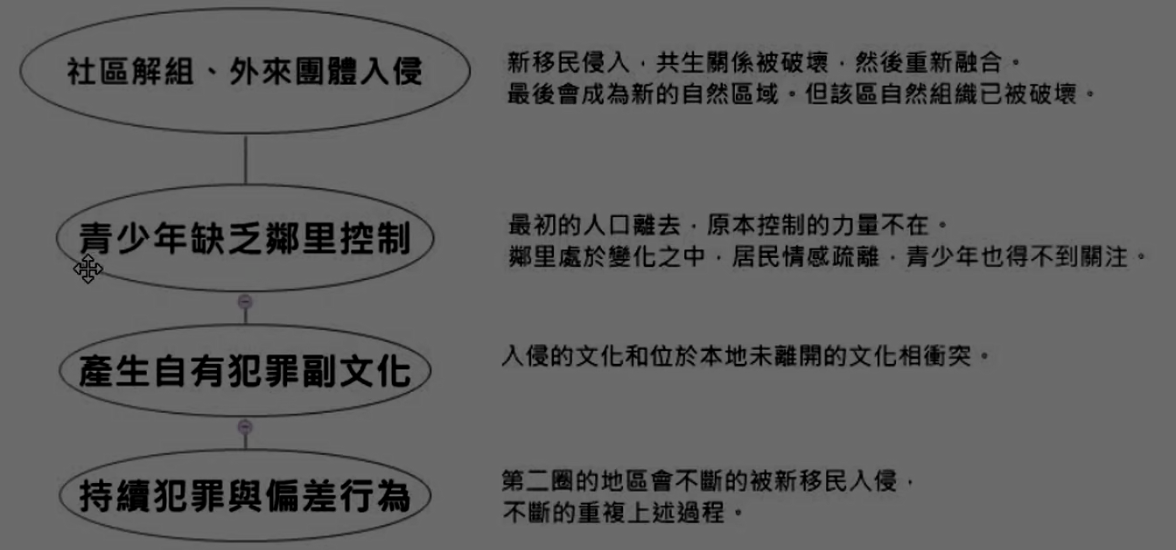 社區解組、外來團體入侵
新移民侵入，共生關係被破壞，然後重新融合。
最後會成為新的自然區域。但該區自然組織已被破壞。
青少年缺乏鄰里控制
最初的人口離去，原本控制的力量不在。
鄰里處於變化之中，居民情感疏離，青少年也得不到關注。
產生自有犯罪副文化
入侵的文化和位於本地未離開的文化相衝突。
持續犯罪與偏差行為
第二圈的地區會不斷的被新移民入侵，
不斷的重複上述過程。